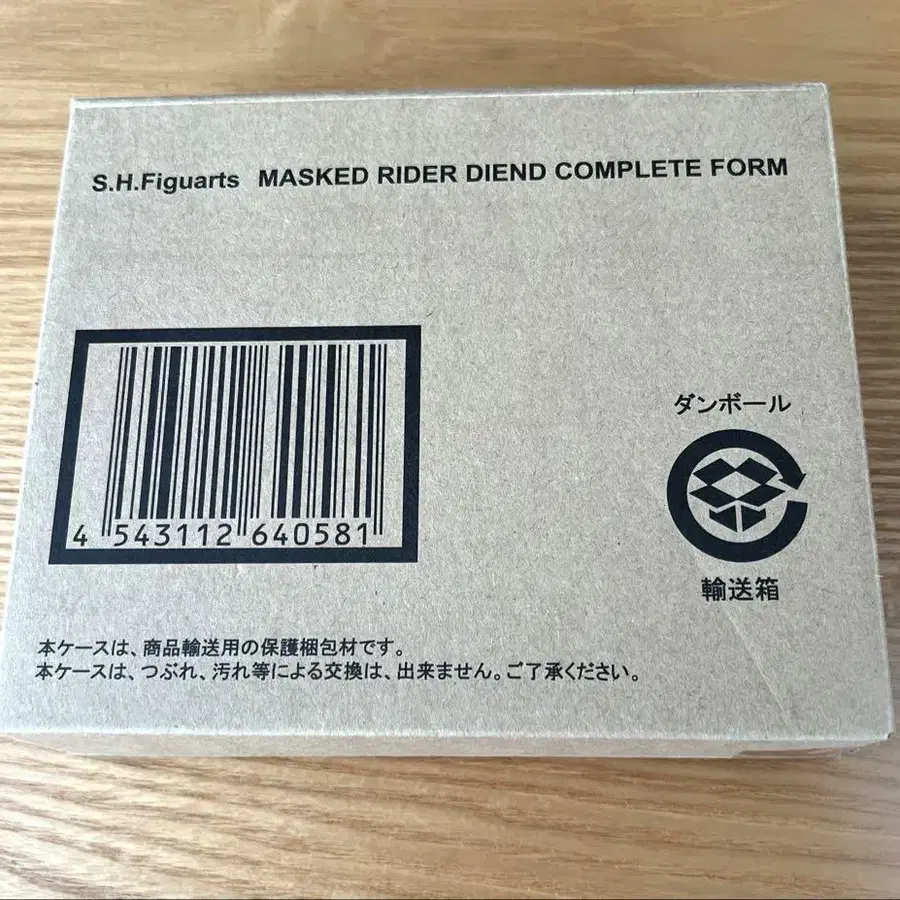 S.H.Figuarts MASKED RIDER DIEND COMPLETE FORM
4 543112 640581
ダンボール
輸送箱
本ケースは、商品輸送用の保護梱包材です。
本ケースは、つぶれ、汚れ等による交換は、出来ません。ご了承ください。